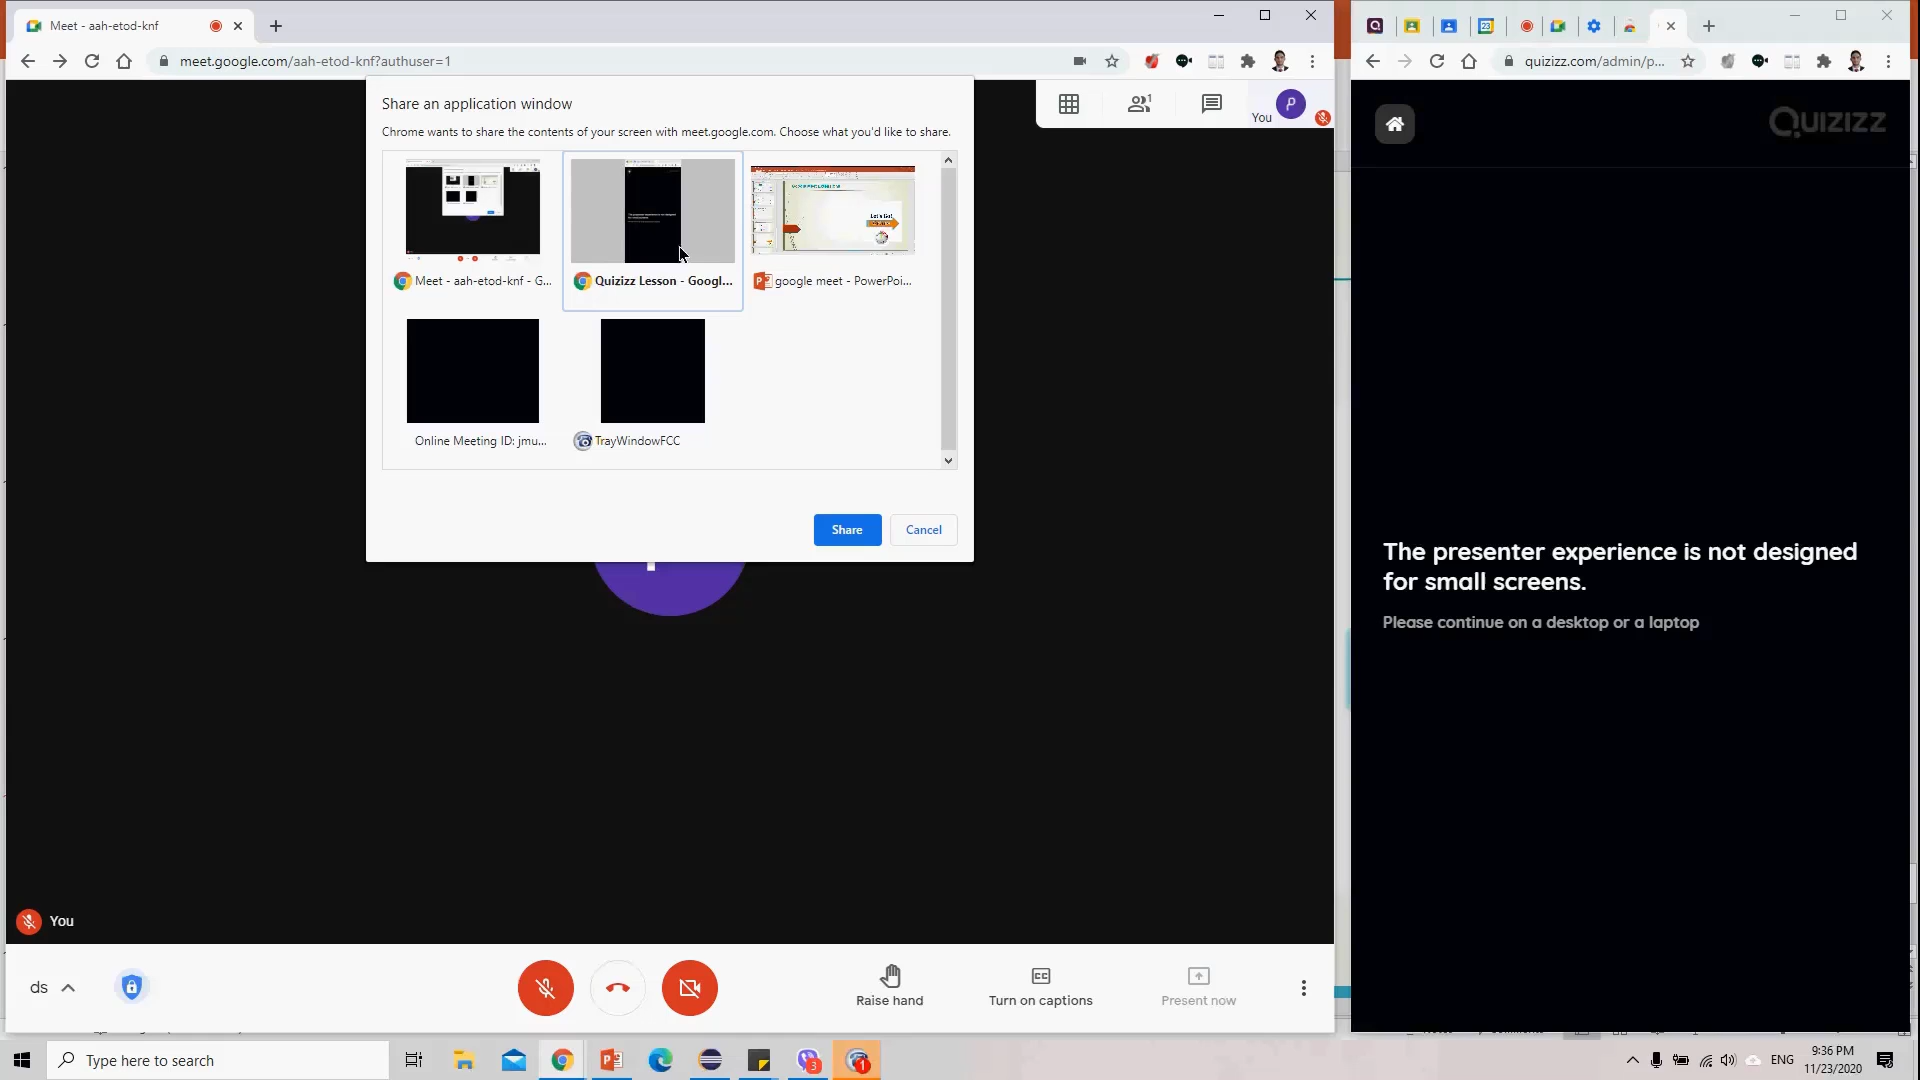 Meet - aah-etod-knf
meet.google.com/aah-etod-knf?authuser=1
Share an application window
Chrome wants to share the contents of your screen with meet.google.com. Choose what you'd like to share.
Meet - aah-etod-knf - G...
Quizizz Lesson - Googl...
google meet - PowerPoi...
Online Meeting ID: jmu...
TrayWindowFCC
Share
Cancel
1
You
P
You
ds
Raise hand
Turn on captions
Present now
23
quizizz.com/admin/p...
Quizizz
The presenter experience is not designed
for small screens.
Please continue on a desktop or a laptop
Type here to search
3
1
ENG
9:36 PM
11/23/2020